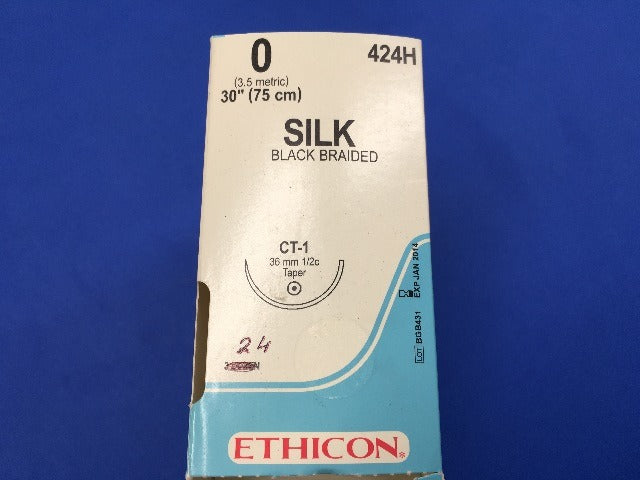 0
424H
(3.5 metric)
30" (75 cm)
SILK
BLACK BRAIDED
CT-1
36 mm 1/2c
Taper
EXP JAN 2014
LOT BGB431
24
ETHICON